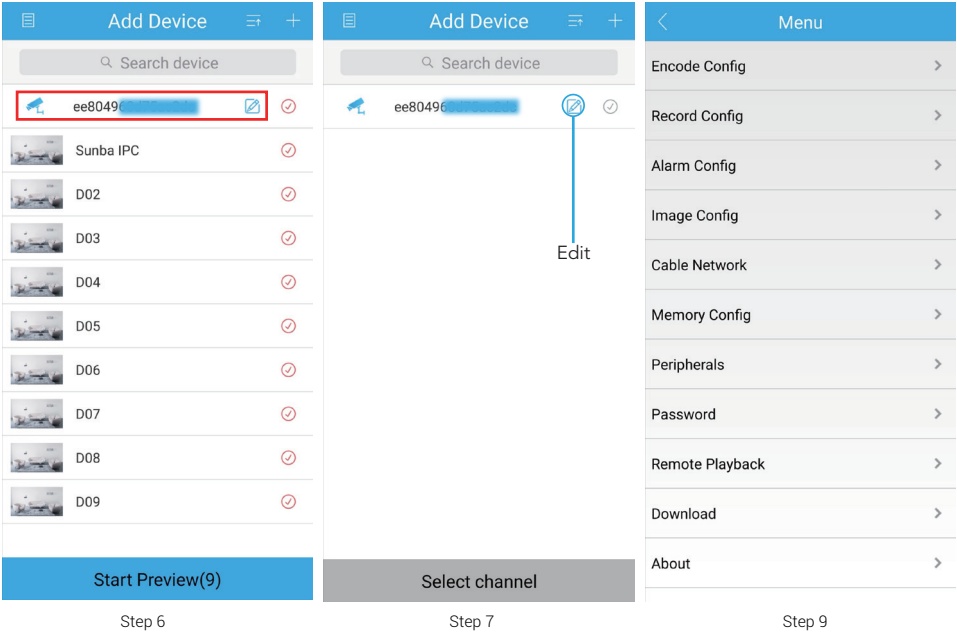 Add Device
Search device
ee80496
Sunba IPC
D02
D03
D04
D05
D06
D07
D08
D09
Start Preview(9)
Step 6
Add Device
Search device
ee80496
Edit
Select channel
Step 7
Menu
Encode Config
Record Config
Alarm Config
Image Config
Cable Network
Memory Config
Peripherals
Password
Remote Playback
Download
About
Step 9